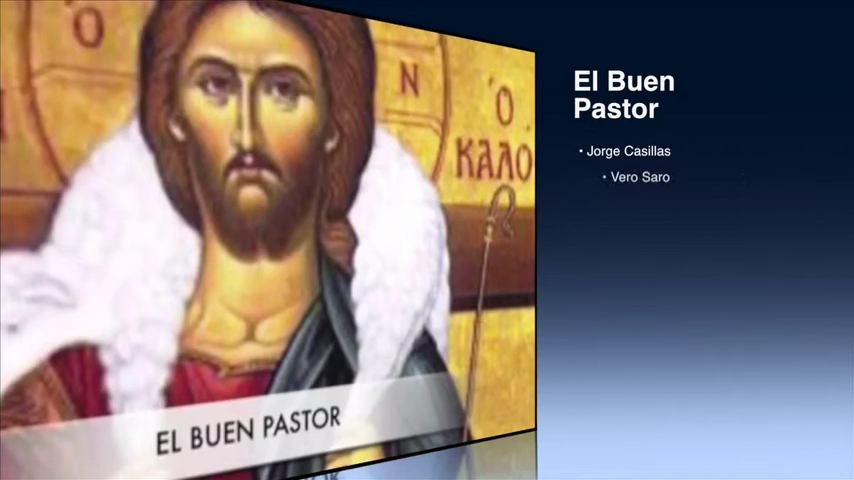 Ο
Ν
Ὁ
ΚΑΛΟ
EL BUEN PASTOR
El Buen
Pastor
• Jorge Casillas
• Vero Saro